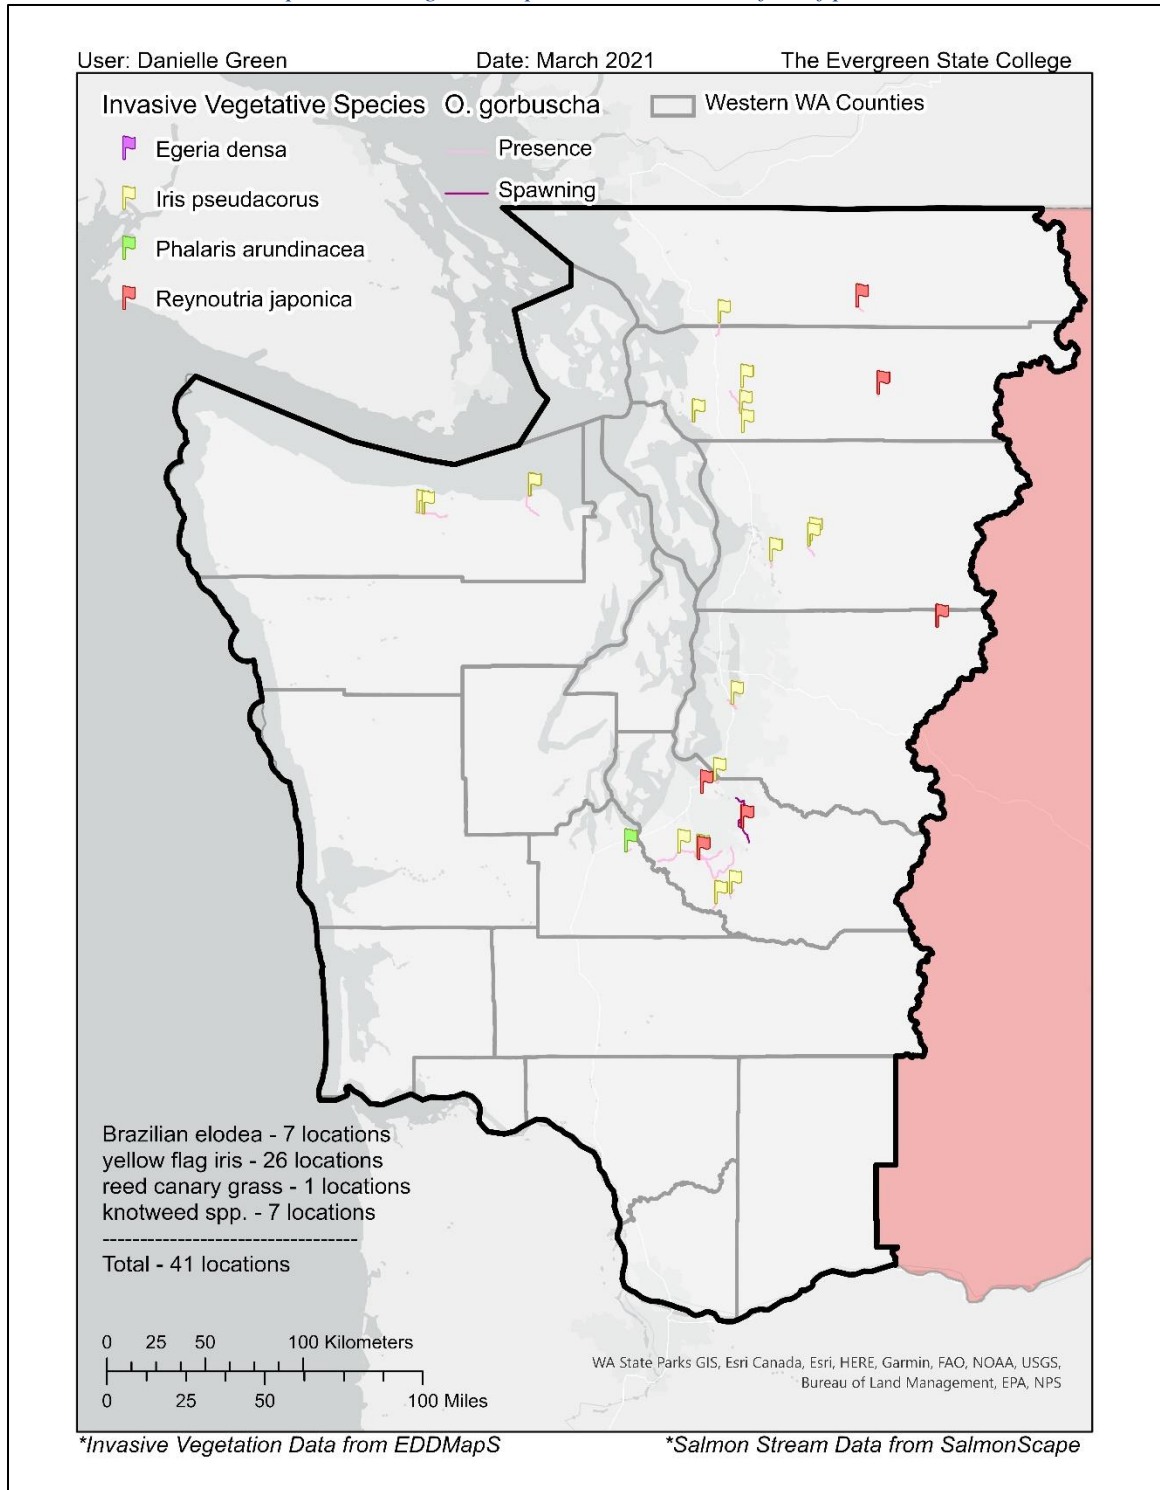 User: Danielle Green Date: March 2021 The Evergreen State College
Invasive Vegetative Species O. gorbuscha Western WA Counties
Egeria densa Presence
Iris pseudacorus Spawning
Phalaris arundinacea
Reynoutria japonica
Brazilian elodea - 7 locations
yellow flag iris - 26 locations
reed canary grass - 1 locations
knotweed spp. - 7 locations
----------------------------------
Total - 41 locations
0 25 50 100 Kilometers
0 25 50 100 Miles
WA State Parks GIS, Esri Canada, Esri, HERE, Garmin, FAO, NOAA, USGS,
Bureau of Land Management, EPA, NPS
*Invasive Vegetation Data from EDDMapS *Salmon Stream Data from SalmonScape